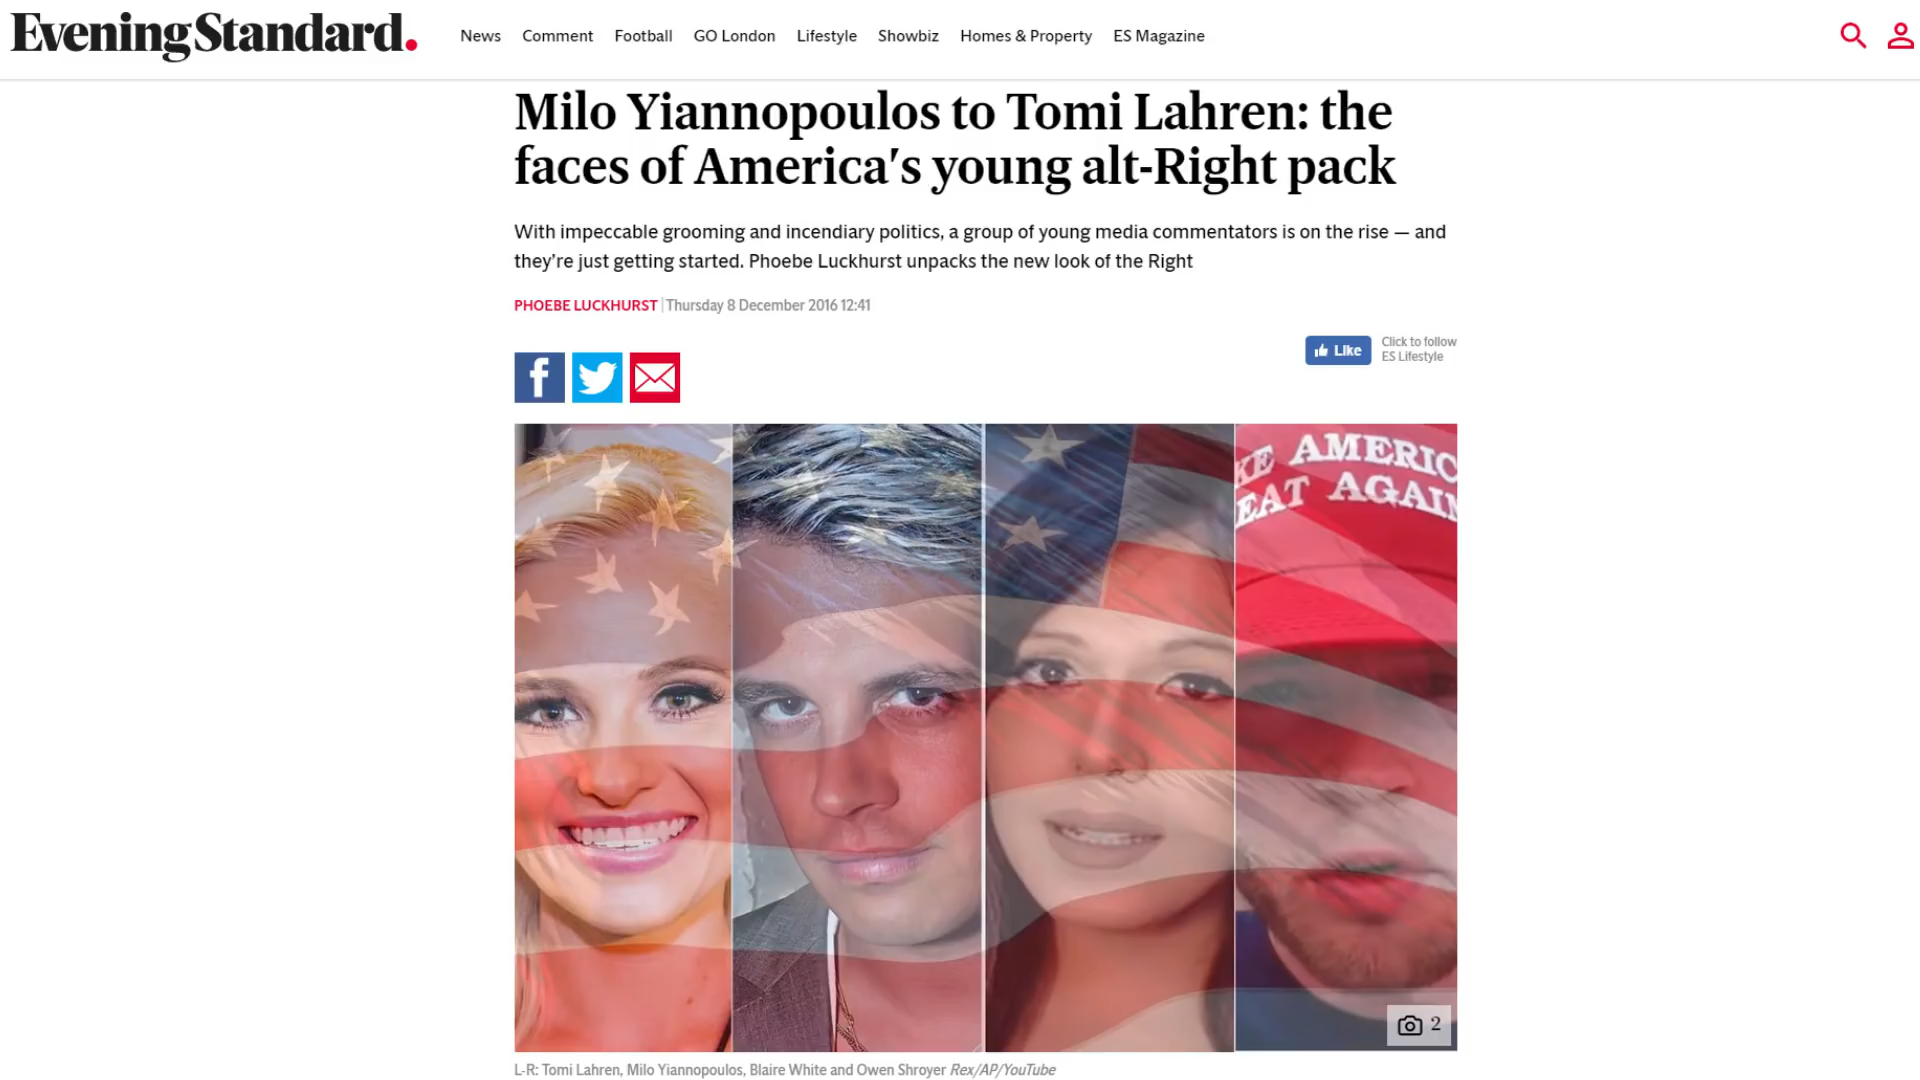 Evening Standard.
News Comment Football GO London Lifestyle Showbiz Homes & Property ES Magazine
Milo Yiannopoulos to Tomi Lahren: the
faces of America's young alt-Right pack
With impeccable grooming and incendiary politics, a group of young media commentators is on the rise — and
they're just getting started. Phoebe Luckhurst unpacks the new look of the Right
PHOEBE LUCKHURST | Thursday 8 December 2016 12:41
Like
Click to follow
ES Lifestyle
KE AMERIC
EAT AGAIN
2
L-R: Tomi Lahren, Milo Yiannopoulos, Blaire White and Owen Shroyer Rex/AP/YouTube